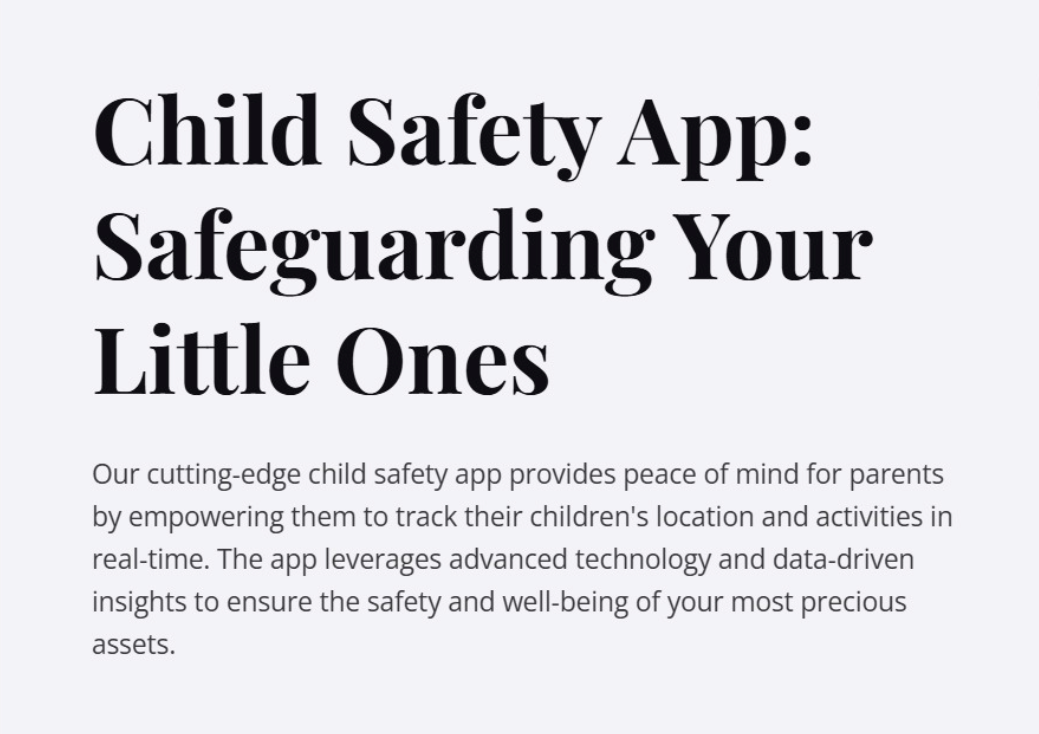 Child Safety App:
Safeguarding Your
Little Ones
Our cutting-edge child safety app provides peace of mind for parents
by empowering them to track their children's location and activities in
real-time. The app leverages advanced technology and data-driven
insights to ensure the safety and well-being of your most precious
assets.